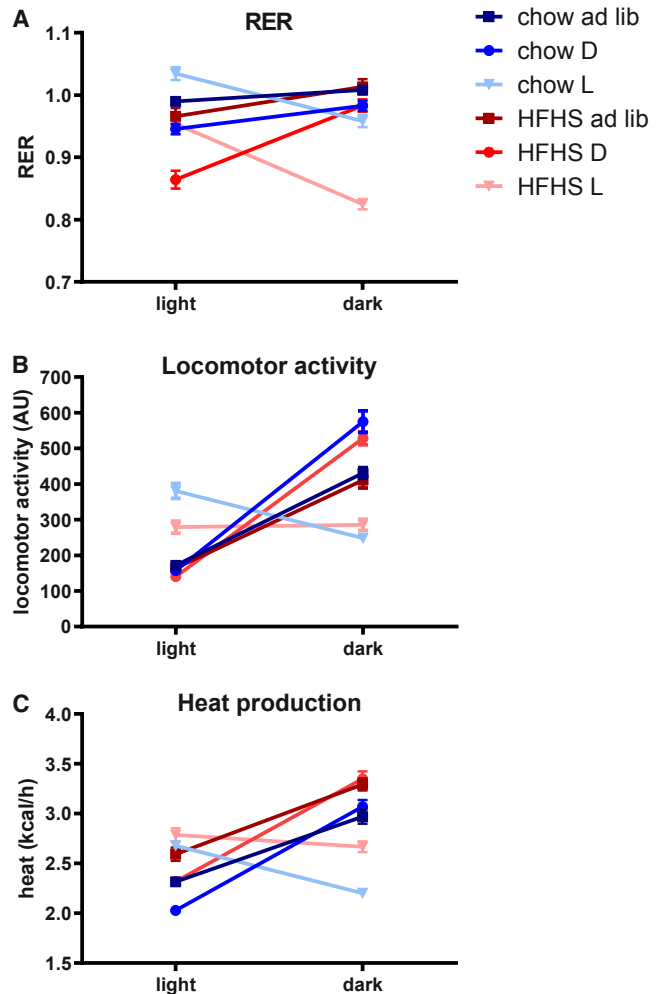 A
RER
1.1
1.0
0.9
0.8
0.7
RER
light
dark
chow ad lib
chow D
chow L
HFHS ad lib
HFHS D
HFHS L
B
Locomotor activity
700
600
500
400
300
200
100
0
locomotor activity (AU)
light
dark
C
Heat production
4.0
3.5
3.0
2.5
2.0
1.5
heat (kcal/h)
light
dark